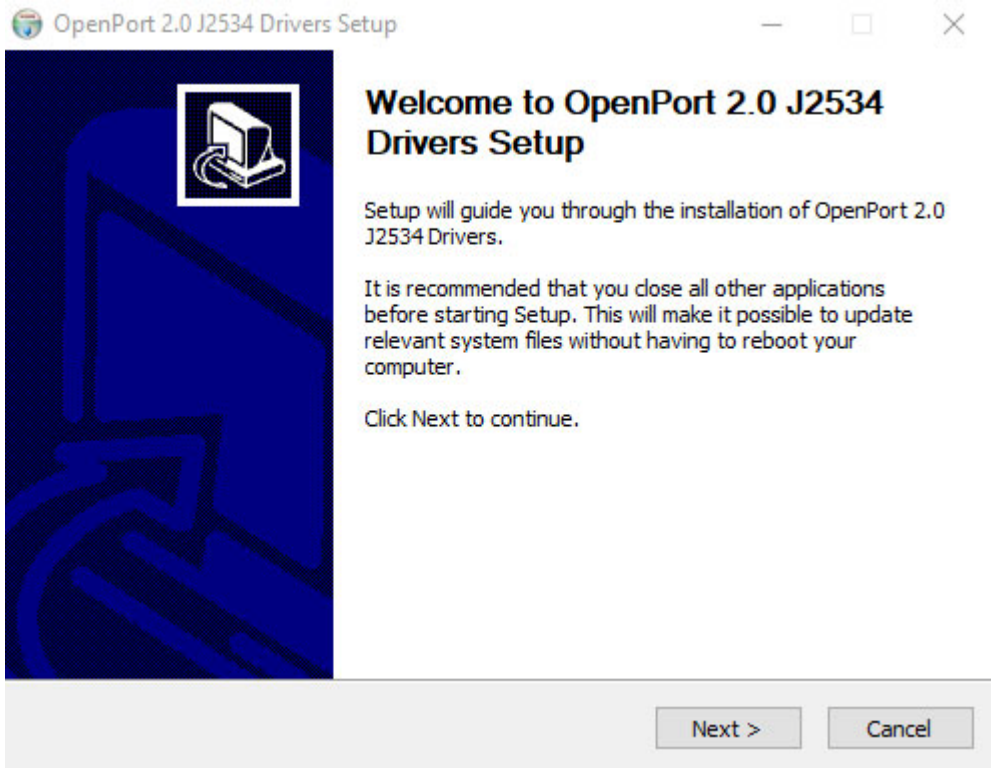 OpenPort 2.0 J2534 Drivers Setup
Welcome to OpenPort 2.0 J2534
Drivers Setup
Setup will guide you through the installation of OpenPort 2.0
J2534 Drivers.
It is recommended that you close all other applications
before starting Setup. This will make it possible to update
relevant system files without having to reboot your
computer.
Click Next to continue.
Next >
Cancel